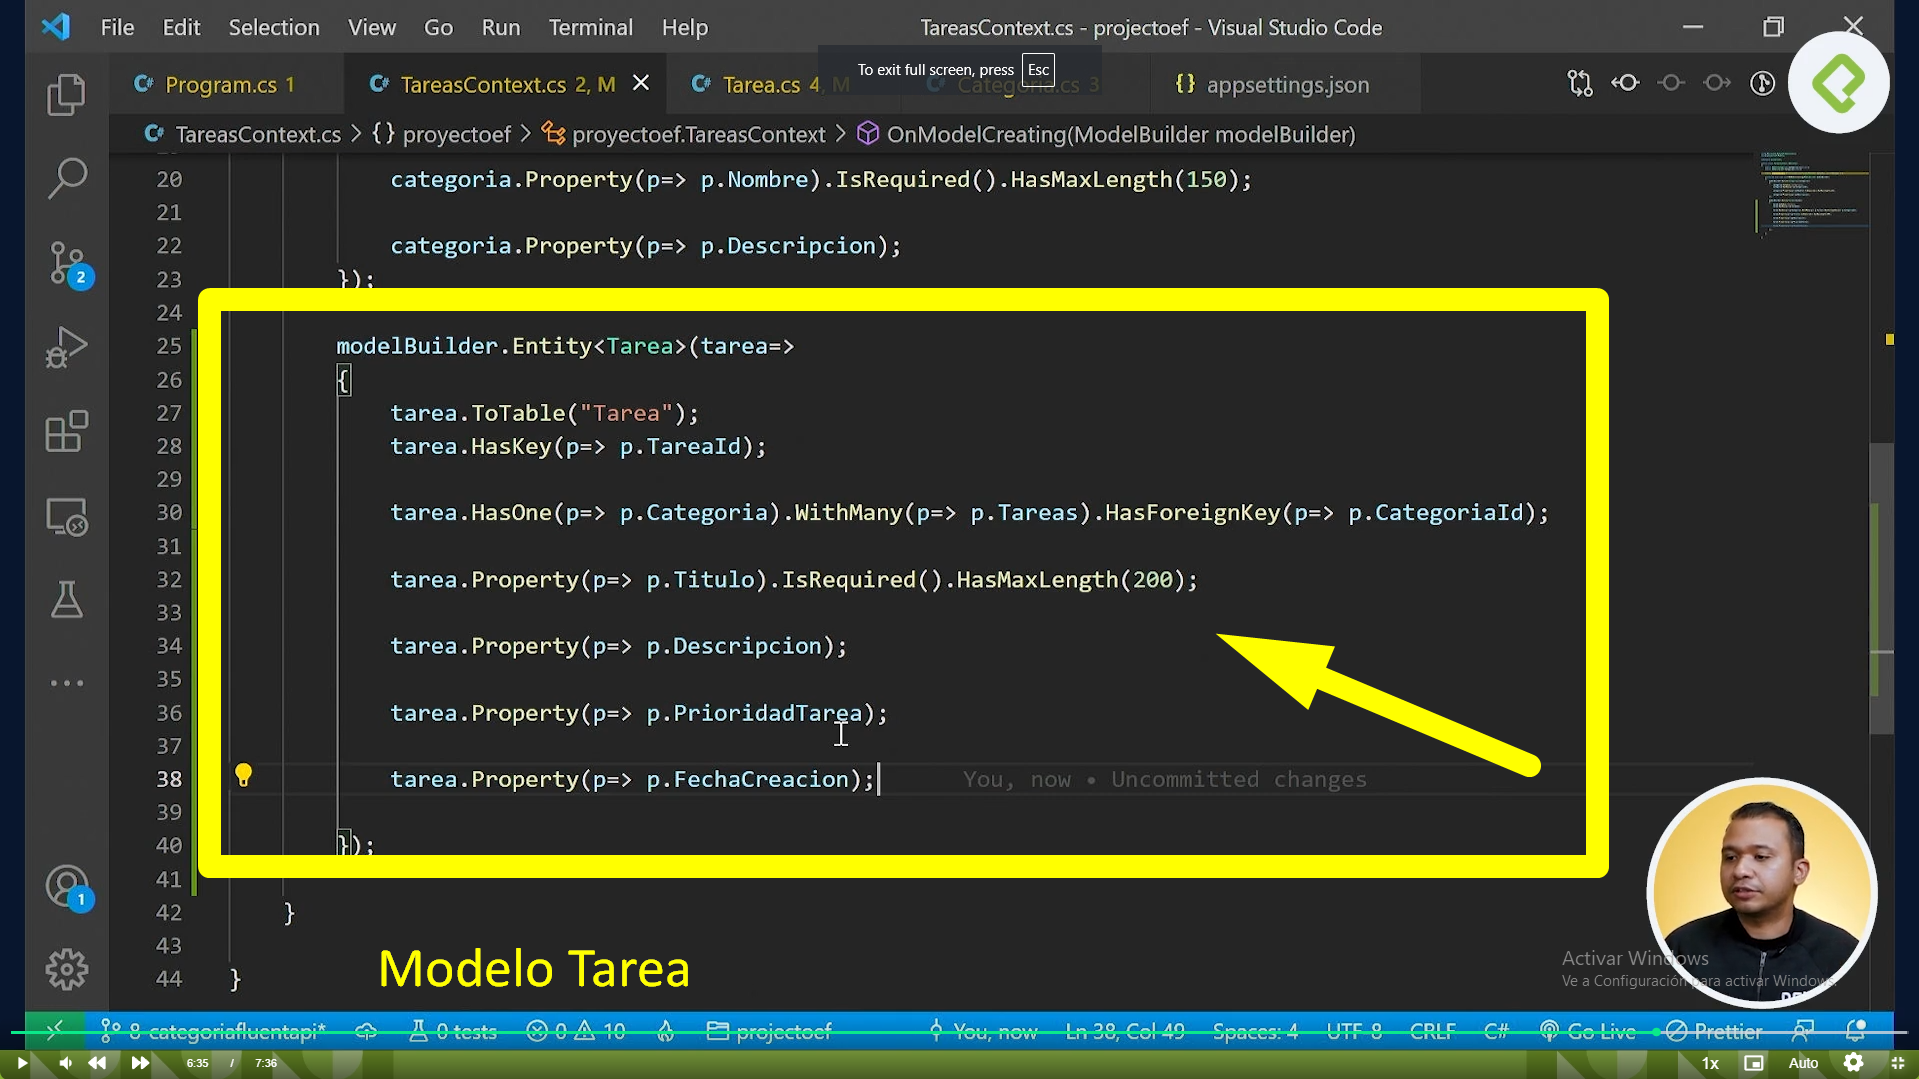 File Edit Selection View Go Run Terminal Help
TareasContext.cs - projectoef - Visual Studio Code
To exit full screen, press Esc
Program.cs 1
TareasContext.cs 2, M
Tarea.cs 4, M
Categoria.cs 3
appsettings.json
TareasContext.cs > {} proyectoef > proyectoef.TareasContext > OnModelCreating(ModelBuilder modelBuilder)
20 categoria.Property(p=> p.Nombre).IsRequired().HasMaxLength(150);
21
22 categoria.Property(p=> p.Descripcion);
23 });
24
25 modelBuilder.Entity<Tarea>(tarea=>
26 {
27 tarea.ToTable("Tarea");
28 tarea.HasKey(p=> p.TareaId);
29
30 tarea.HasOne(p=> p.Categoria).WithMany(p=> p.Tareas).HasForeignKey(p=> p.CategoriaId);
31
32 tarea.Property(p=> p.Titulo).IsRequired().HasMaxLength(200);
33
34 tarea.Property(p=> p.Descripcion);
35
36 tarea.Property(p=> p.PrioridadTarea);
37
38 tarea.Property(p=> p.FechaCreacion); You, now • Uncommitted changes
39
40 });
41
42 }
43
44 }
2
1
Modelo Tarea
Activar Windows
Ve a Configuración para activar Windows.
8-categoriafluentapi* 0 tests 0 10 projectoef You, now Ln 38, Col 49 Spaces: 4 UTF-8 CRLF C# Go Live Prettier
6:35 / 7:36 1x Auto